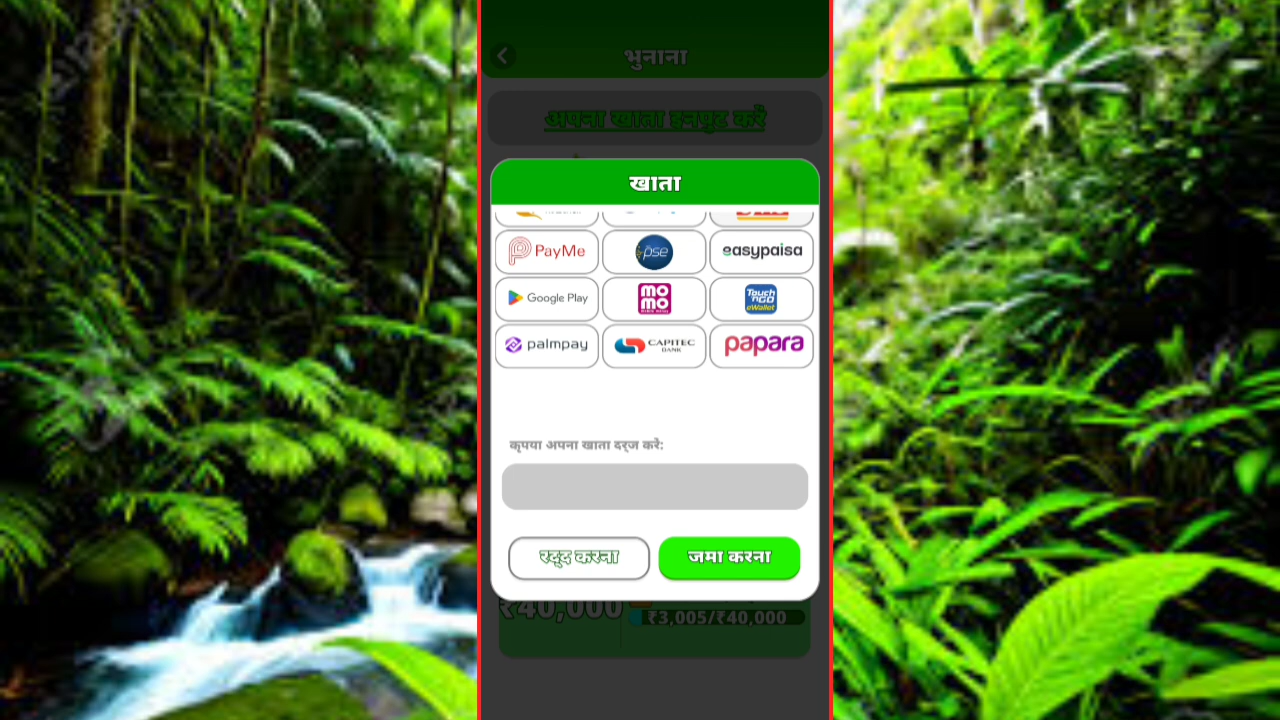 भुनाना
अपना खाता इनपुट करें
खाता
PayMe
pse
easypaisa
Google Play
MOMO
Touch 'nGO eWallet
palmpay
CAPITEC BANK
papara
कृपया अपना खाता दर्ज करे:
रद्द करना
जमा करना
₹40,000
₹3,005/₹40,000